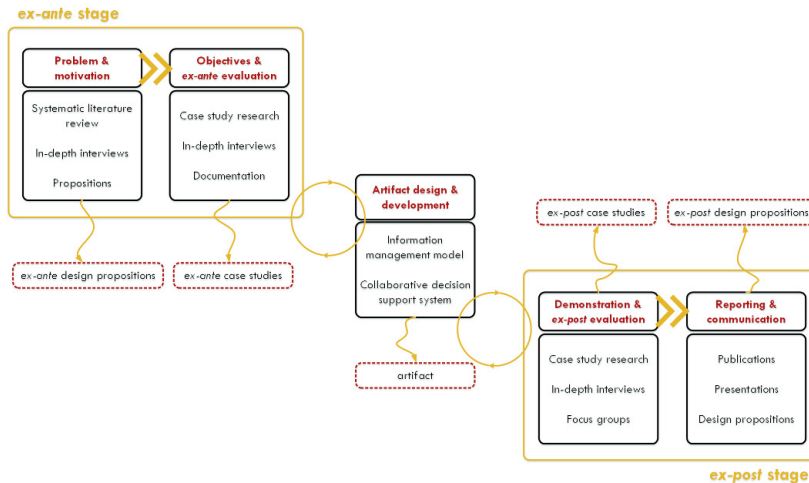 ex-ante stage
Problem &
motivation
Systematic literature
review
In-depth interviews
Propositions
Objectives &
ex-ante evaluation
Case study research
In-depth interviews
Documentation
ex-ante design propositions
ex-ante case studies
Artifact design &
development
Information
management model
Collaborative decision
support system
artifact
ex-post case studies
ex-post design propositions
Demonstration &
ex-post evaluation
Case study research
In-depth interviews
Focus groups
Reporting &
communication
Publications
Presentations
Design propositions
ex-post stage